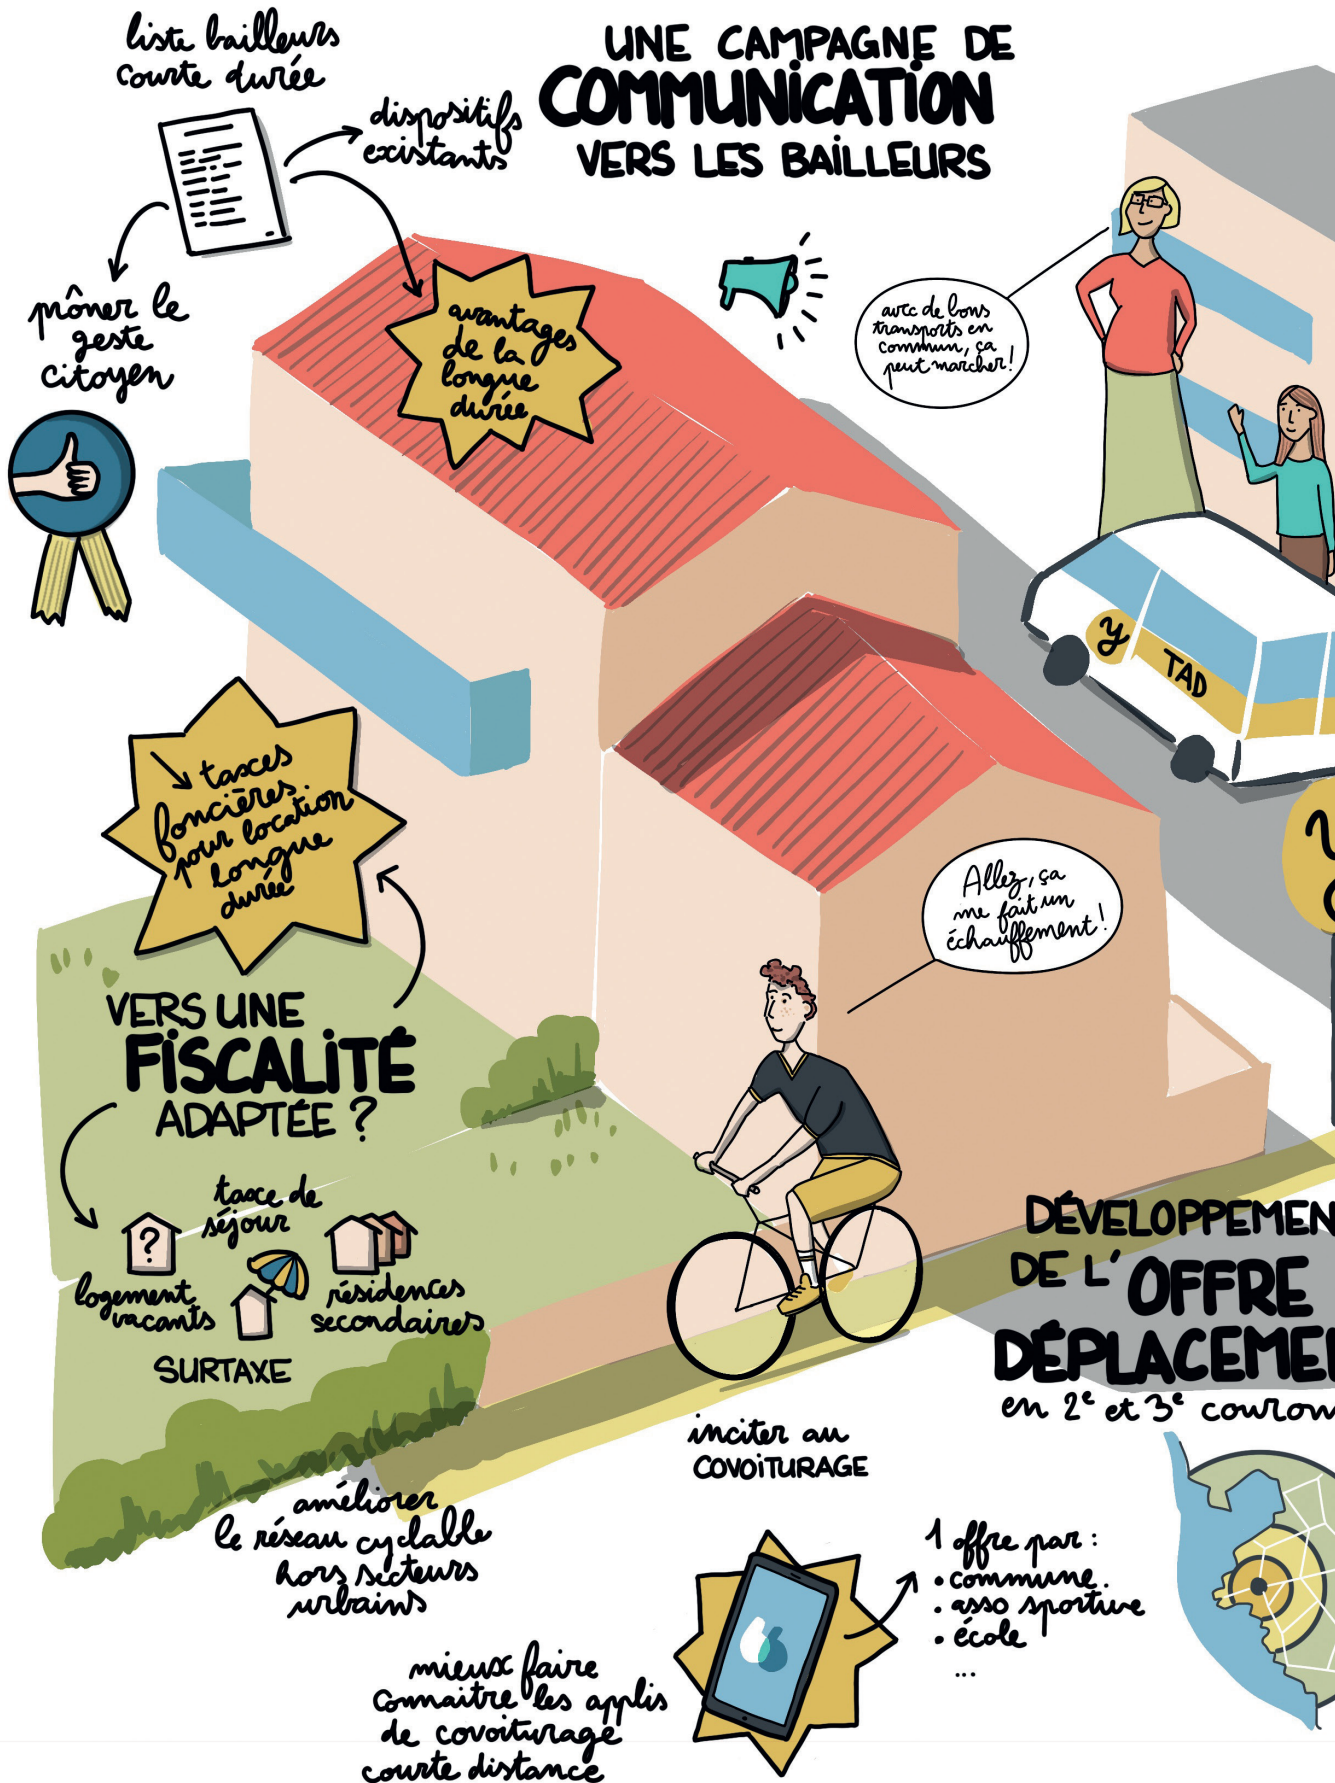 liste bailleurs
courte durée
UNE CAMPAGNE DE
COMMUNICATION
VERS LES BAILLEURS
dispositifs
existants
prôner le
geste
citoyen
avantages
de la
longue
durée
avec de bons
transports en
commun, ça
peut marcher!
y TAD
taxes
foncières
pour location
longue
durée
Allez, ça
me fait un
échauffement!
VERS UNE
FISCALITÉ
ADAPTÉE ?
taxe de
séjour
?
logement
vacants
résidences
secondaires
SURTAXE
DÉVELOPPEMEN
DE L'OFFRE
DÉPLACEME
en 2e et 3e couron
inciter au
COVOITURAGE
améliorer
le réseau cyclable
hors secteurs
urbains
1 offre par :
• commune
• asso sportive
• école
...
mieux faire
connaitre les applis
de covoiturage
courte distance